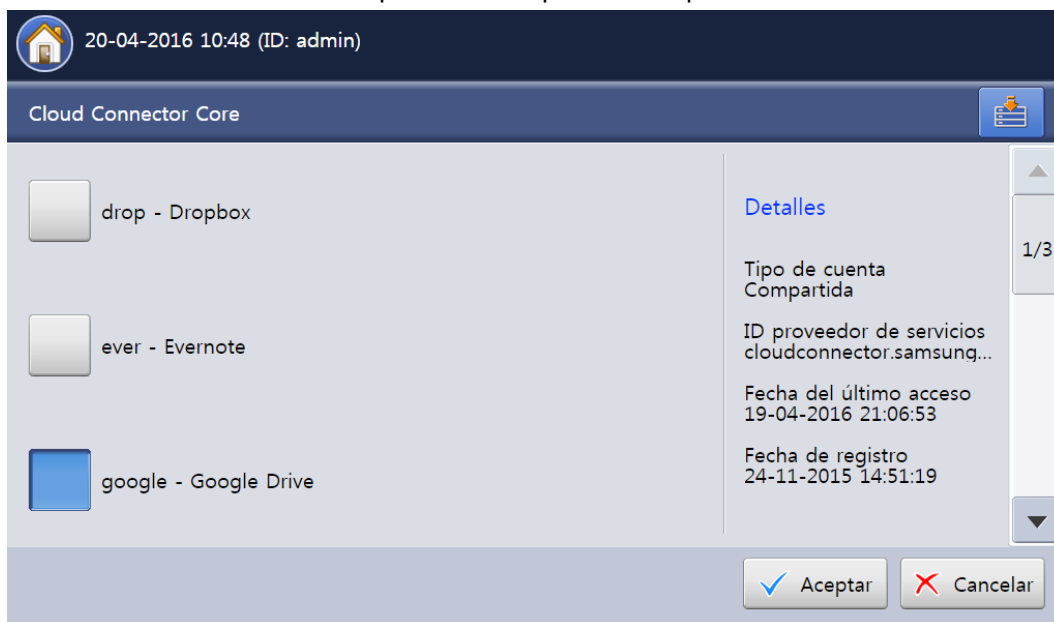 20-04-2016 10:48 (ID: admin)
Cloud Connector Core
drop - Dropbox
ever - Evernote
google - Google Drive
Detalles
Tipo de cuenta
Compartida
ID proveedor de servicios
cloudconnector.samsung...
Fecha del último acceso
19-04-2016 21:06:53
Fecha de registro
24-11-2015 14:51:19
1/3
Aceptar
Cancelar